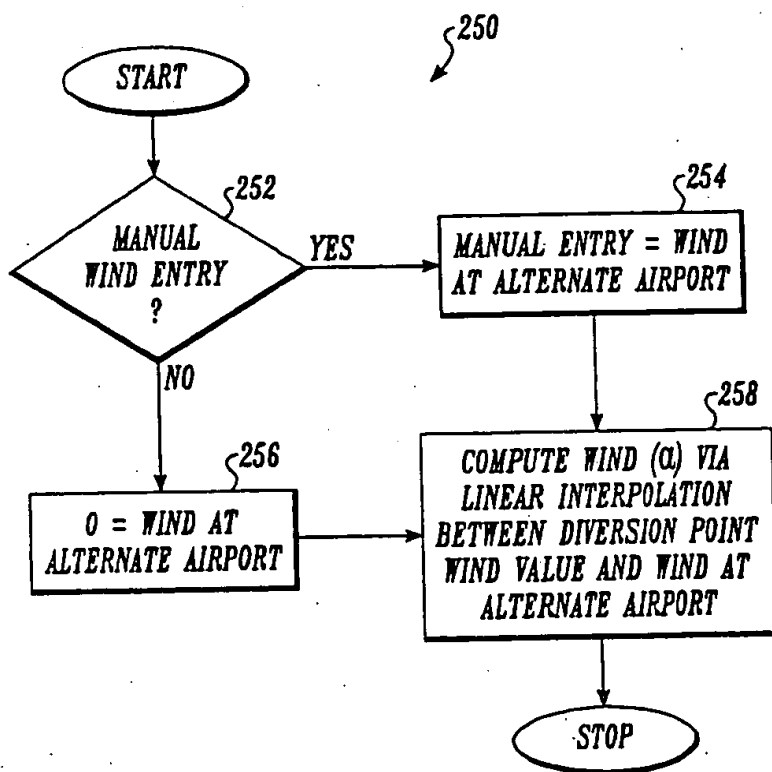 250
START
252
MANUAL
WIND ENTRY
?
YES
254
MANUAL ENTRY = WIND
AT ALTERNATE AIRPORT
NO
256
0 = WIND AT
ALTERNATE AIRPORT
258
COMPUTE WIND (α) VIA
LINEAR INTERPOLATION
BETWEEN DIVERSION POINT
WIND VALUE AND WIND AT
ALTERNATE AIRPORT
STOP